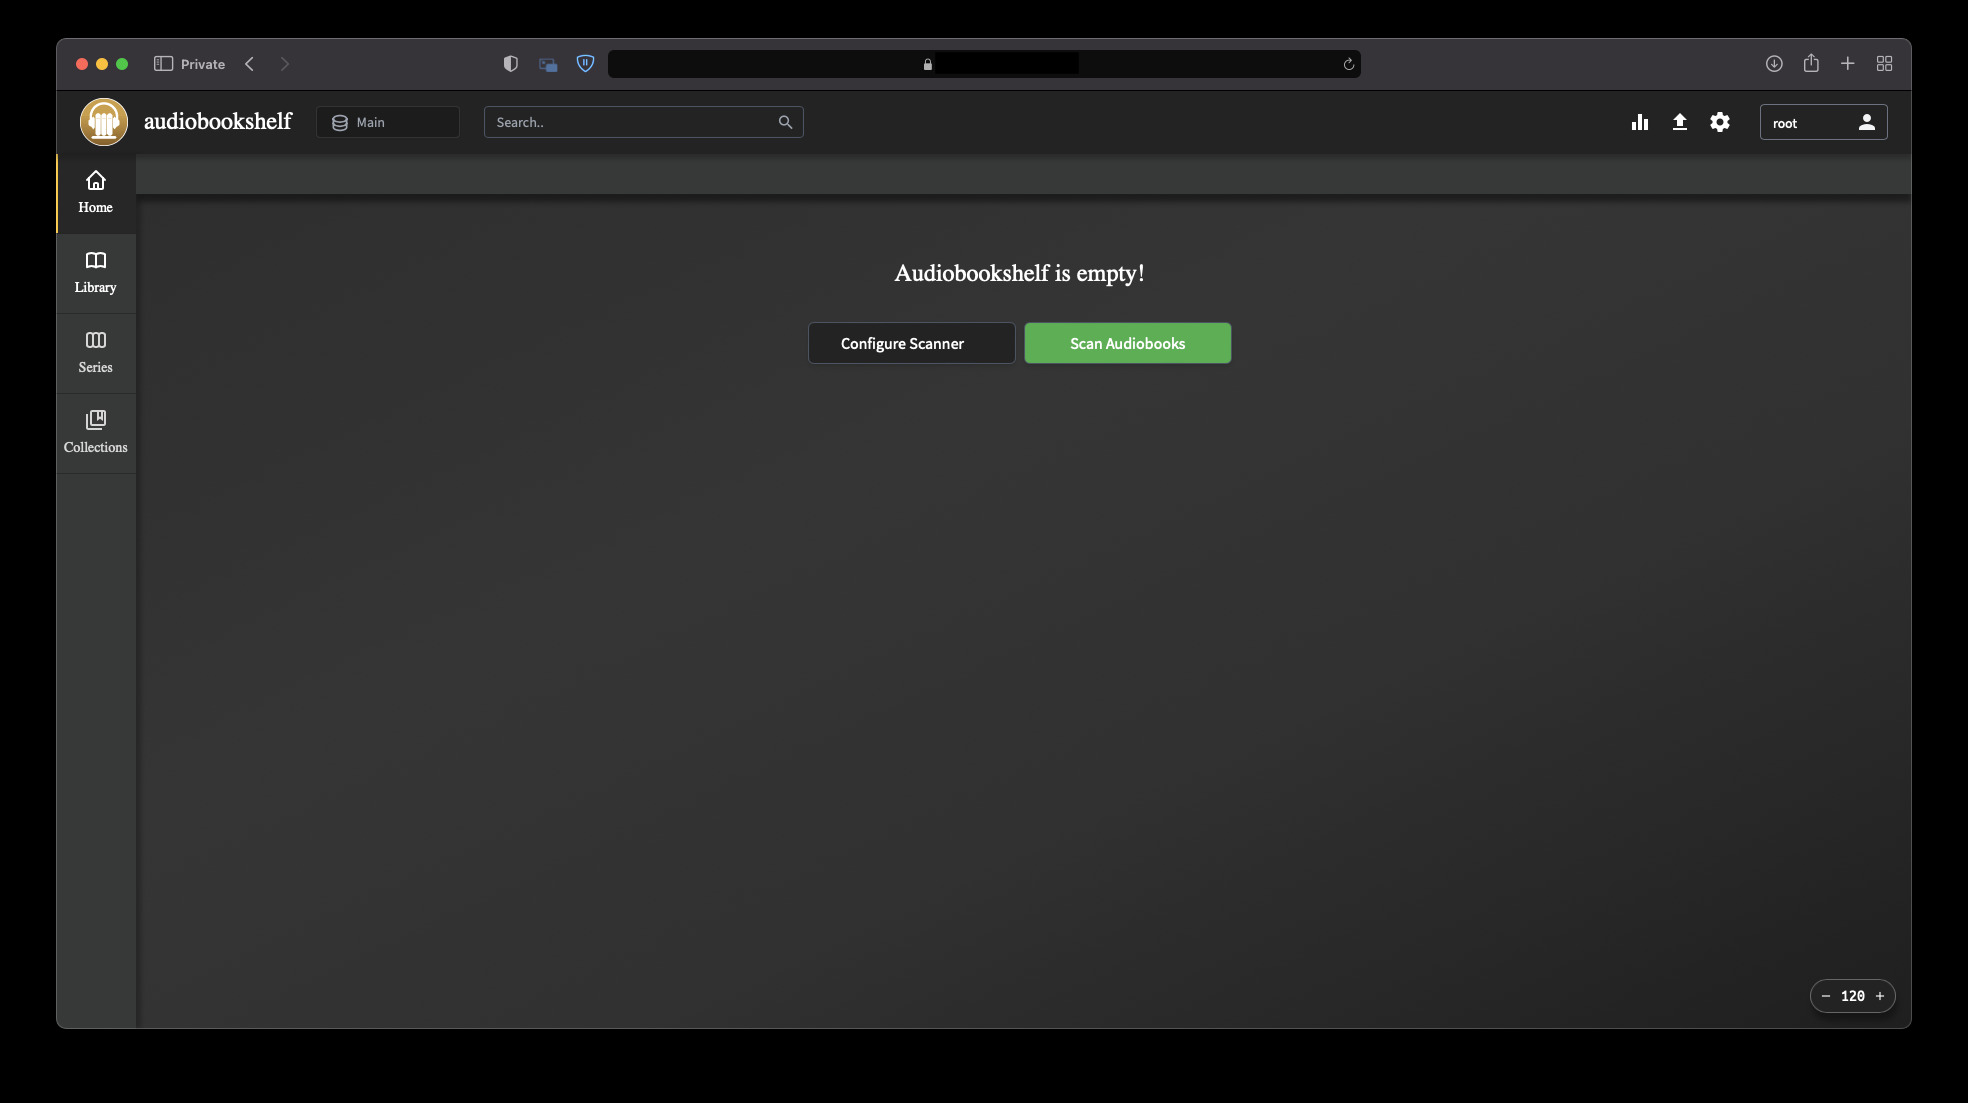 Private
audiobookshelf
Main
Search..
root
Home
Library
Series
Collections
Audiobookshelf is empty!
Configure Scanner
Scan Audiobooks
− 120 +